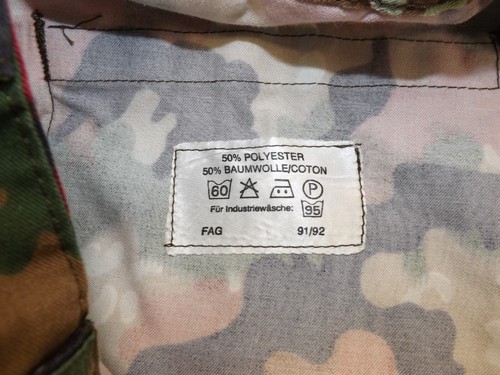 50% POLYESTER
50% BAUMWOLLE/COTON
60 P
Für Industriewäsche: 95
FAG 91/92